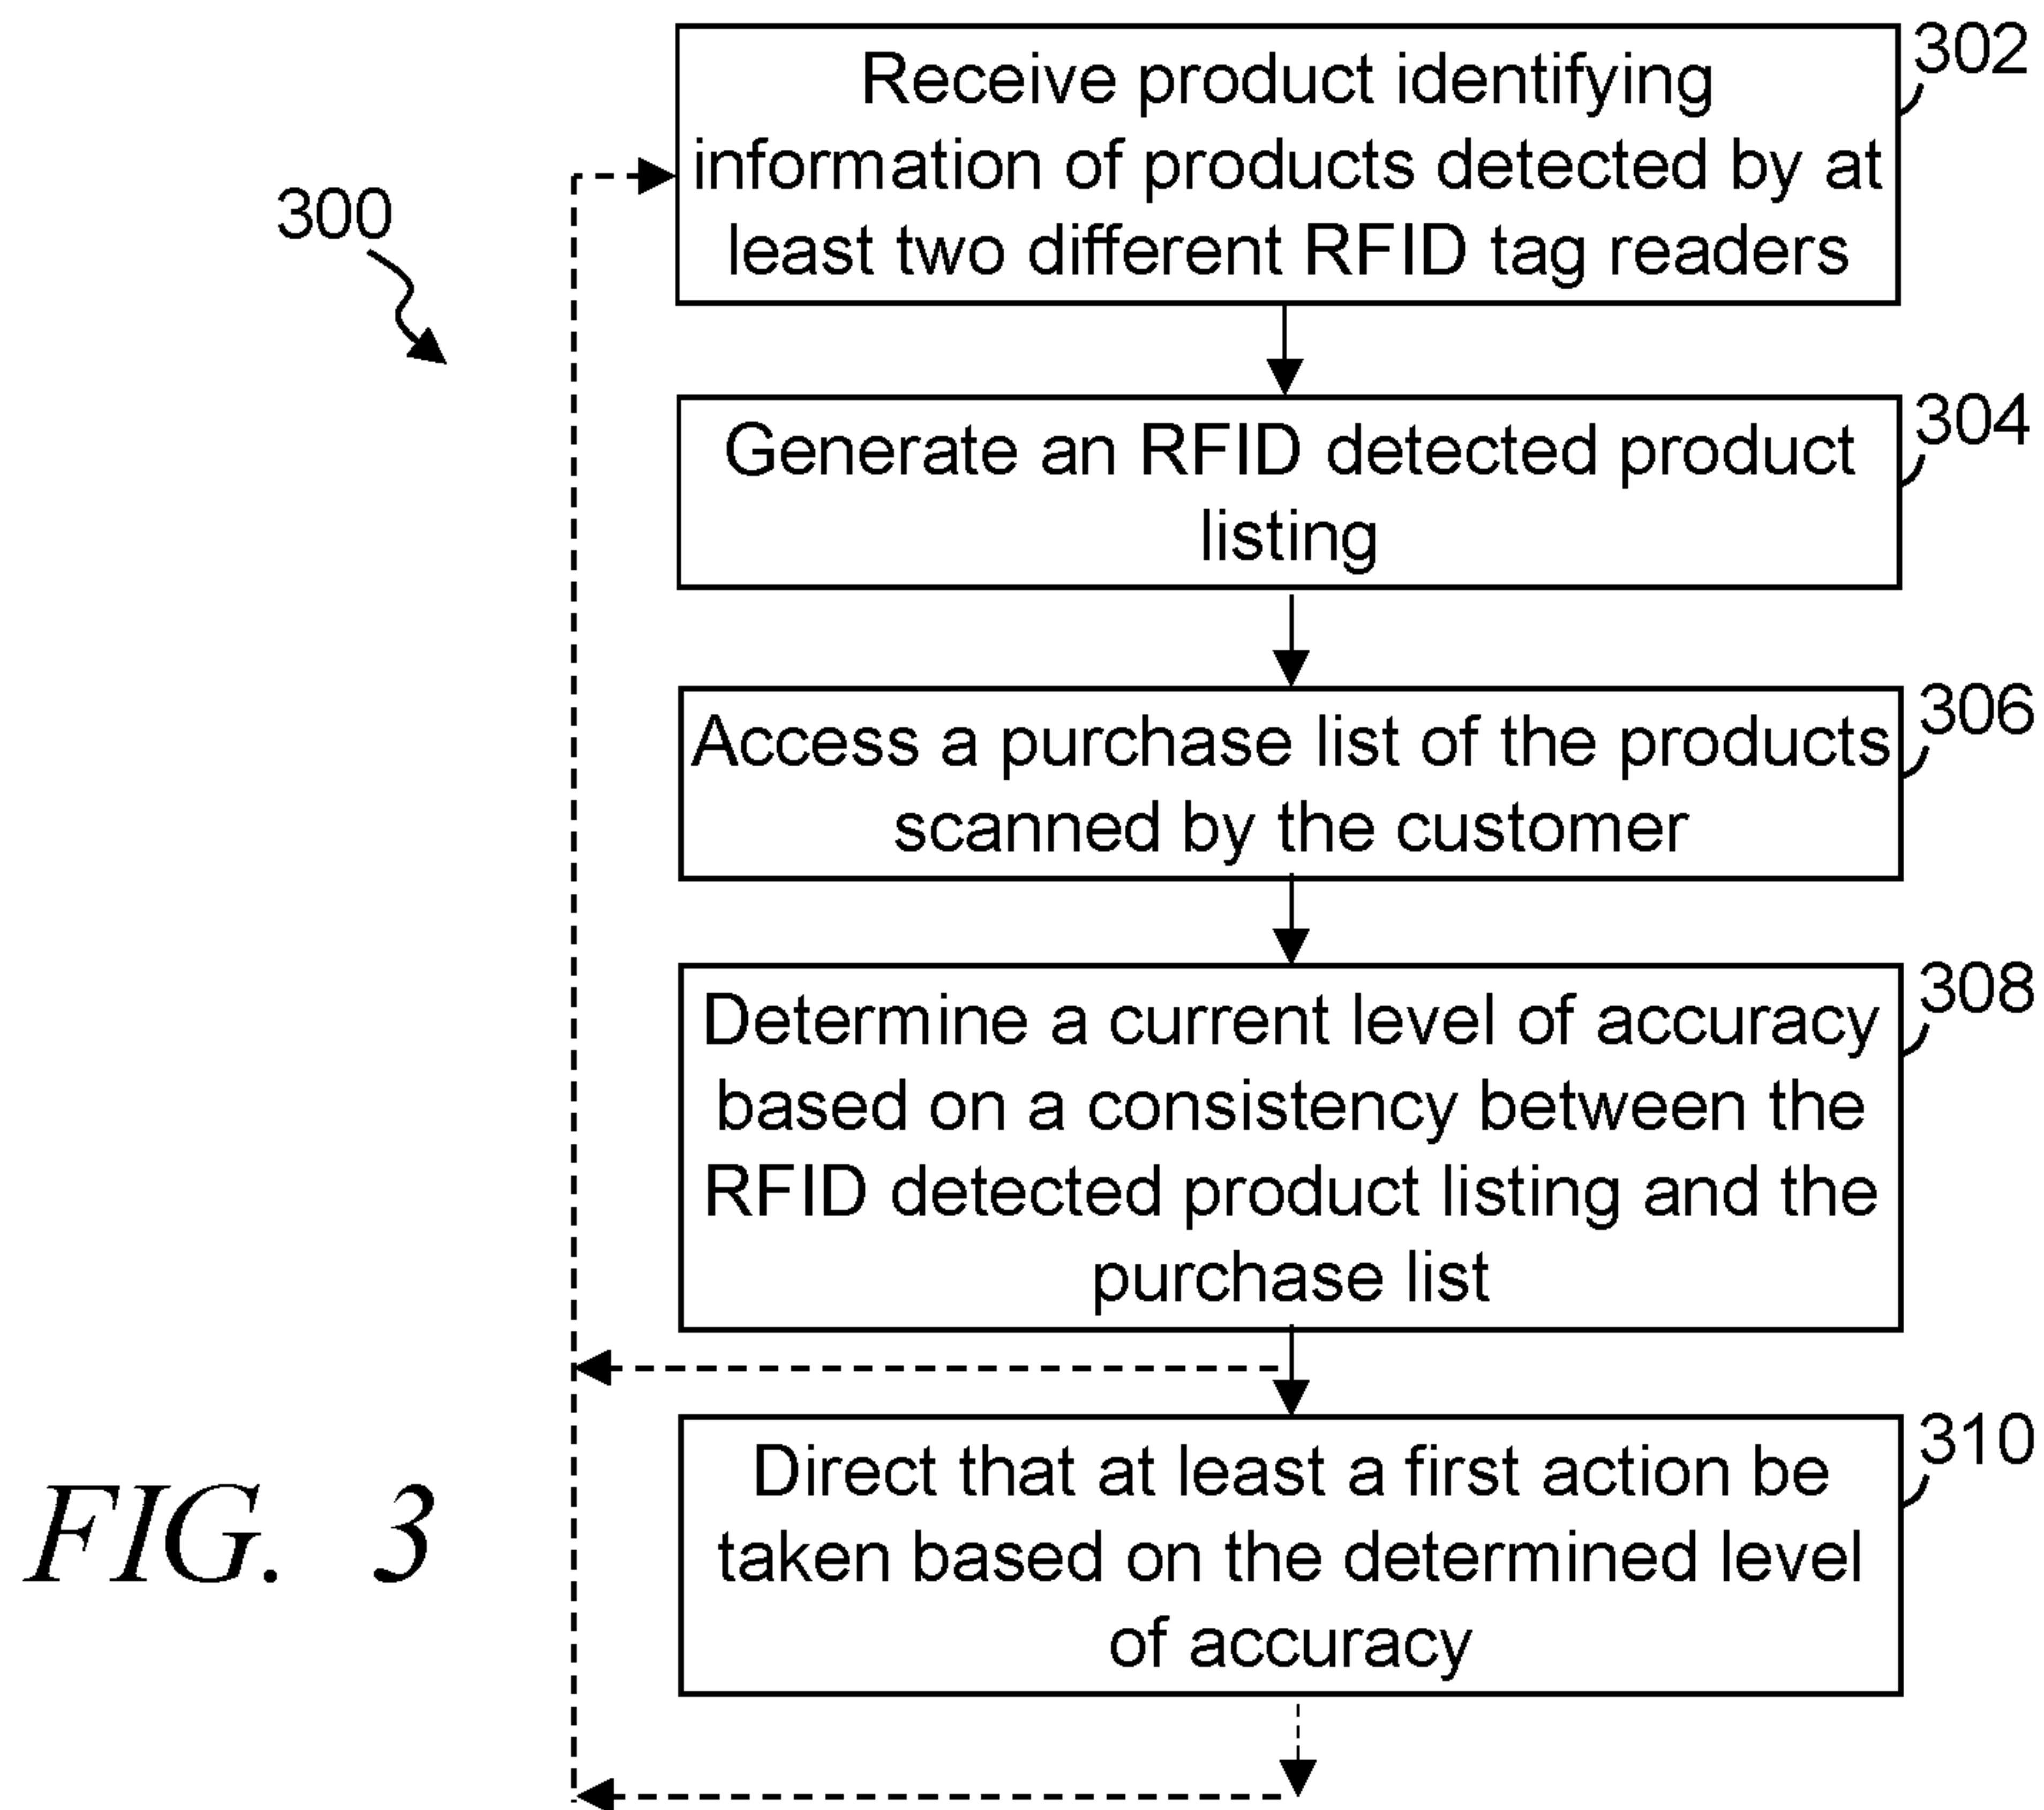 302
Receive product identifying
information of products detected by at
least two different RFID tag readers
300
304
Generate an RFID detected product
listing
306
Access a purchase list of the products
scanned by the customer
308
Determine a current level of accuracy
based on a consistency between the
RFID detected product listing and the
purchase list
310
Direct that at least a first action be
taken based on the determined level
of accuracy
FIG. 3